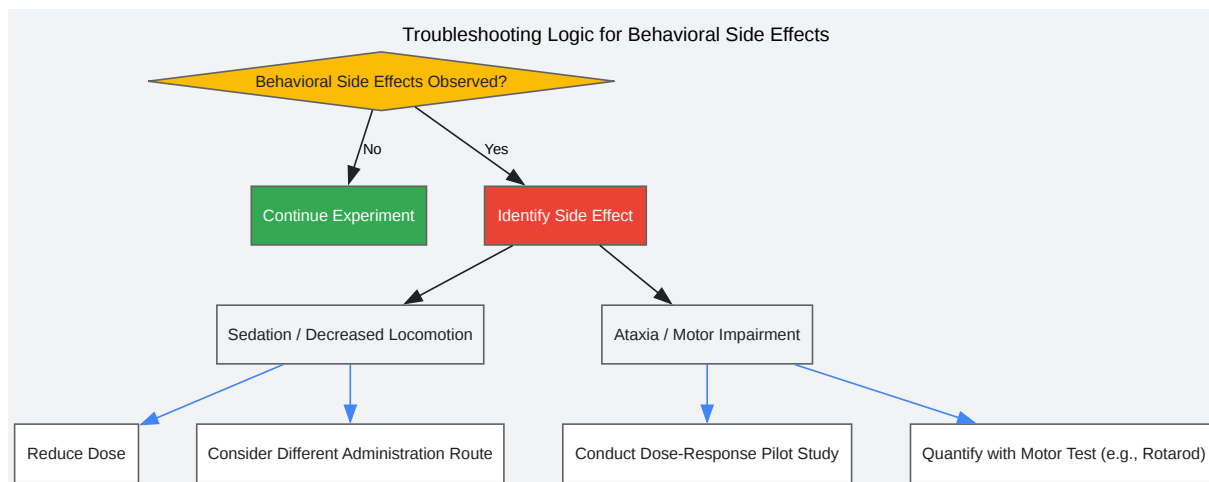 Troubleshooting Logic for Behavioral Side Effects
Behavioral Side Effects Observed?
No
Yes
Continue Experiment
Identify Side Effect
Sedation / Decreased Locomotion
Ataxia / Motor Impairment
Reduce Dose
Consider Different Administration Route
Conduct Dose-Response Pilot Study
Quantify with Motor Test (e.g., Rotarod)